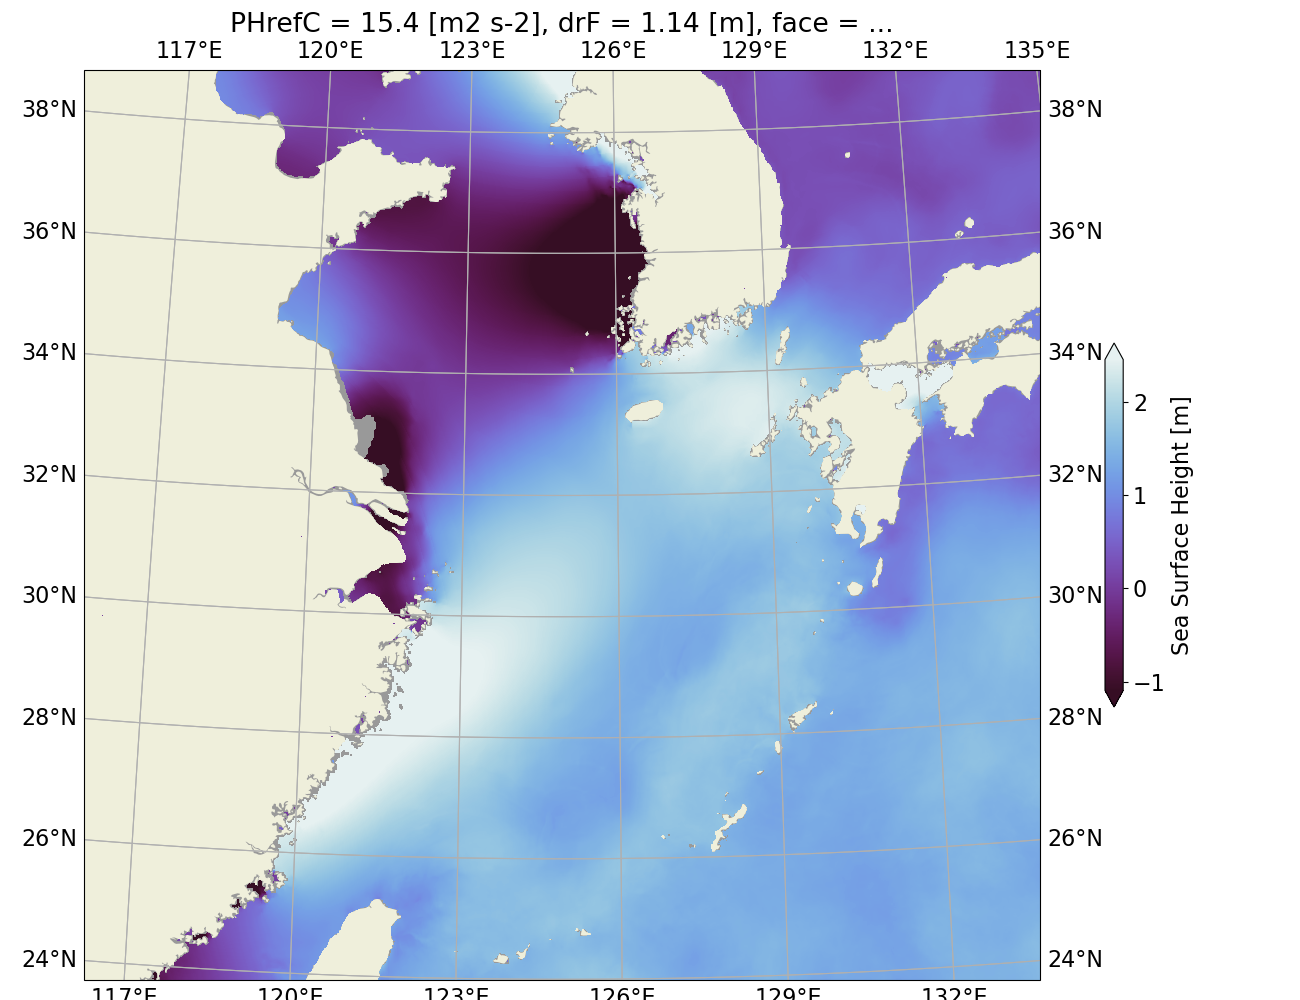 PHrefC = 15.4 [m2 s-2], drF = 1.14 [m], face = ...
117°E 120°E 123°E 126°E 129°E 132°E 135°E
38°N 38°N
36°N 36°N
34°N 34°N
32°N 32°N
30°N 30°N
28°N 28°N
26°N 26°N
24°N 24°N
117°E 120°E 123°E 126°E 129°E 132°E
2
1
0
−1
Sea Surface Height [m]